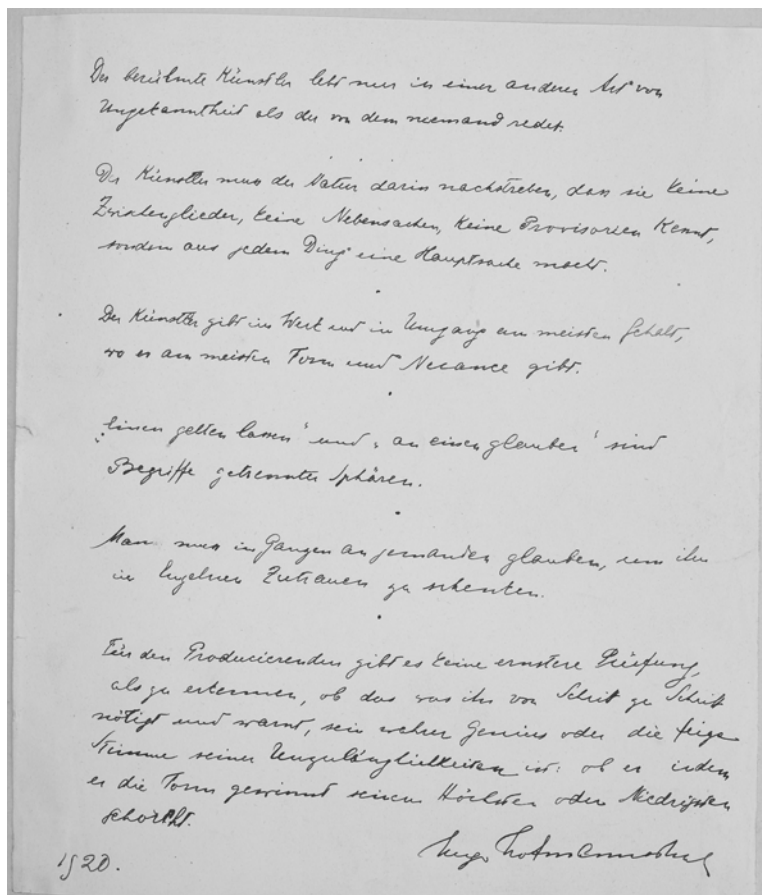 Der berühmte Künstler lebt nur in einer anderen Art von
Ungekanntheit als der von dem niemand redet.
Der Künstler muss der Natur darin nachstreben, dass sie keine
Zwischenglieder, keine Nebensachen, keine Provisorien kennt,
sondern aus jedem Ding eine Hauptsache macht.
Der Künstler gibt im Werk und im Umgang am meisten Gehalt,
wo er am meisten Form und Nuance gibt.
„einen gelten lassen" und „an einen glauben" sind
Begriffe getrennter Sphären.
Man muss im Ganzen an jemanden glauben, um ihm
im Einzelnen Zutrauen zu schenken.
Für den Producierenden gibt es keine ernstere Prüfung,
als zu erkennen, ob das was ihn von Schritt zu Schritt
nötigt und warnt, sein wahrer Genius oder die feige
Stimme seiner Unzulänglichkeiten ist: ob er indem
er die Form gewinnt seinem Höchsten oder Niedrigsten
gehorcht.
Hugo Hofmannsthal
1920.